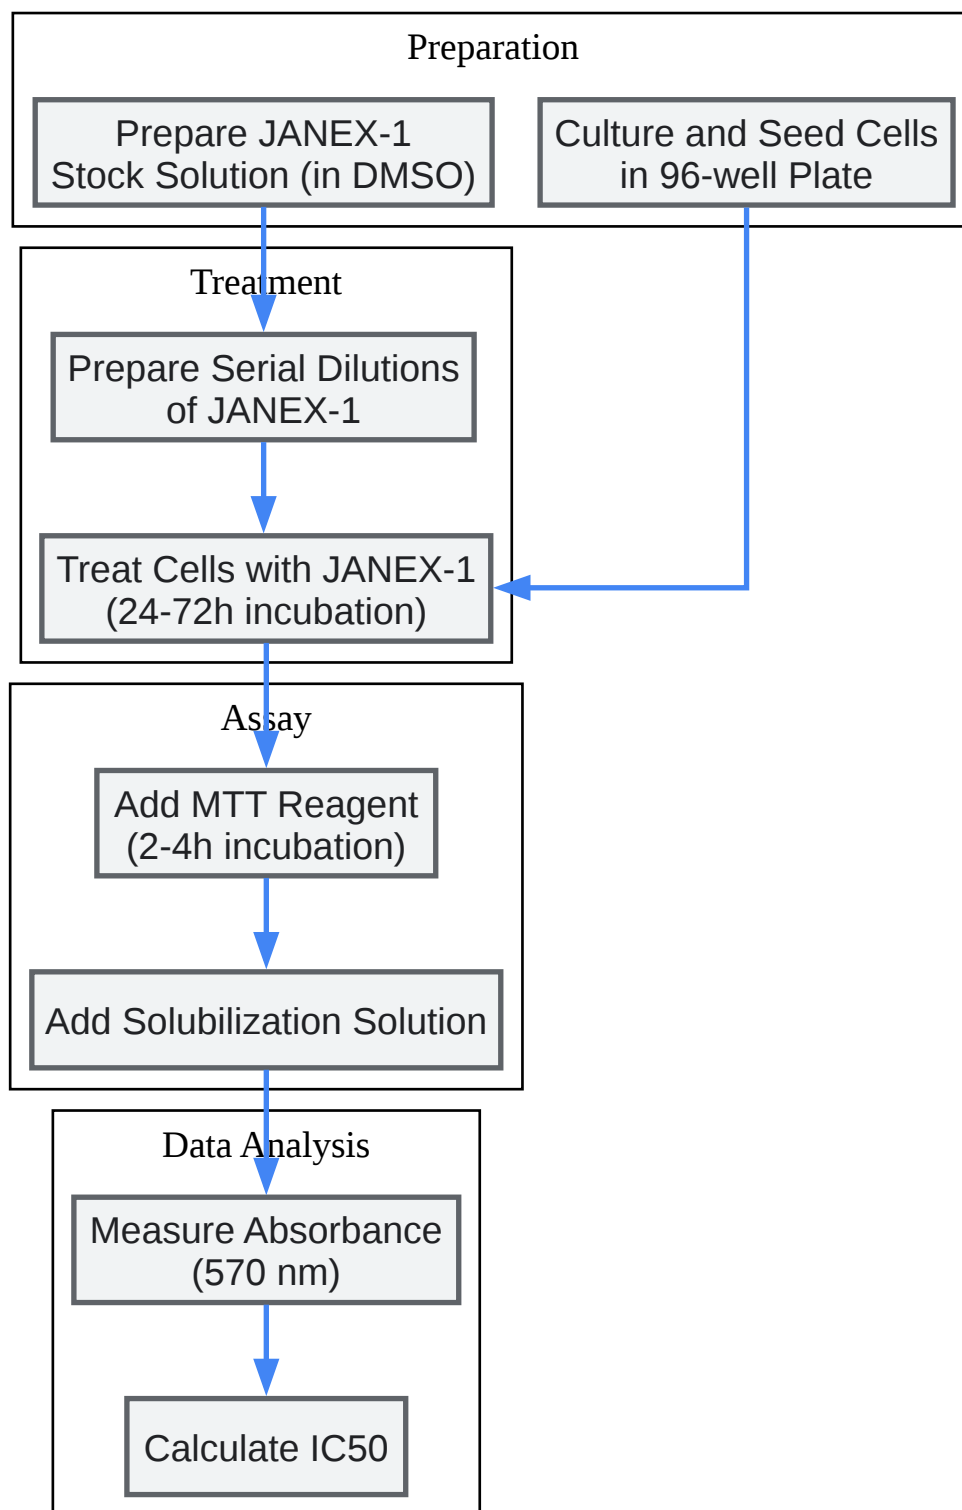 Preparation
Prepare JANEX-1
Stock Solution (in DMSO)
Culture and Seed Cells
in 96-well Plate
Treatment
Prepare Serial Dilutions
of JANEX-1
Treat Cells with JANEX-1
(24-72h incubation)
Assay
Add MTT Reagent
(2-4h incubation)
Add Solubilization Solution
Data Analysis
Measure Absorbance
(570 nm)
Calculate IC50